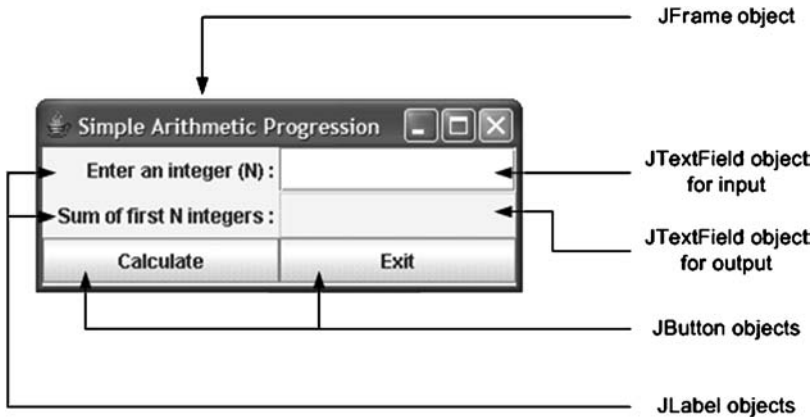 JFrame object
Simple Arithmetic Progression
Enter an integer (N) :
JTextField object
for input
Sum of first N integers :
JTextField object
for output
Calculate
Exit
JButton objects
JLabel objects